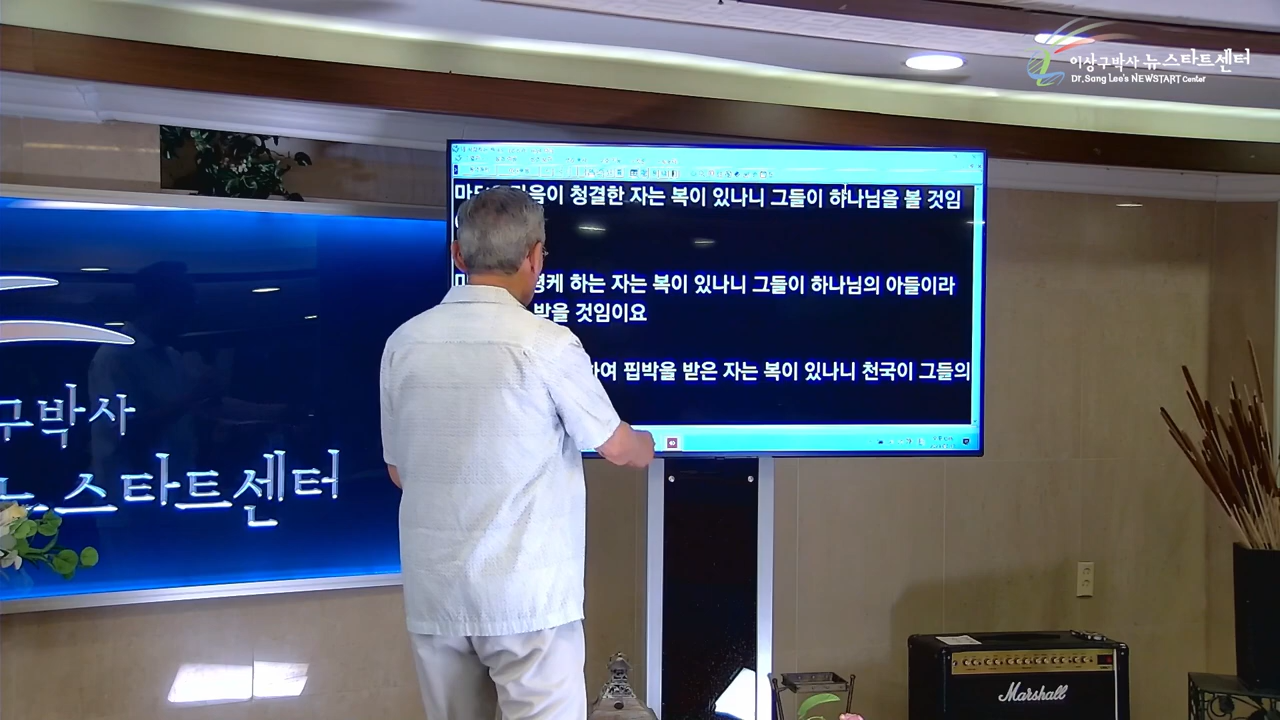 이상구박사 뉴스타트센터
Dr. Sang Lee's NEWSTART Center
마음이 청결한 자는 복이 있나니 그들이 하나님을 볼 것임
하는 자는 복이 있나니 그들이 하나님의 아들이라
받을 것임이요
핍박을 받은 자는 복이 있나니 천국이 그들의
구박사
뉴스타트센터
Marshall